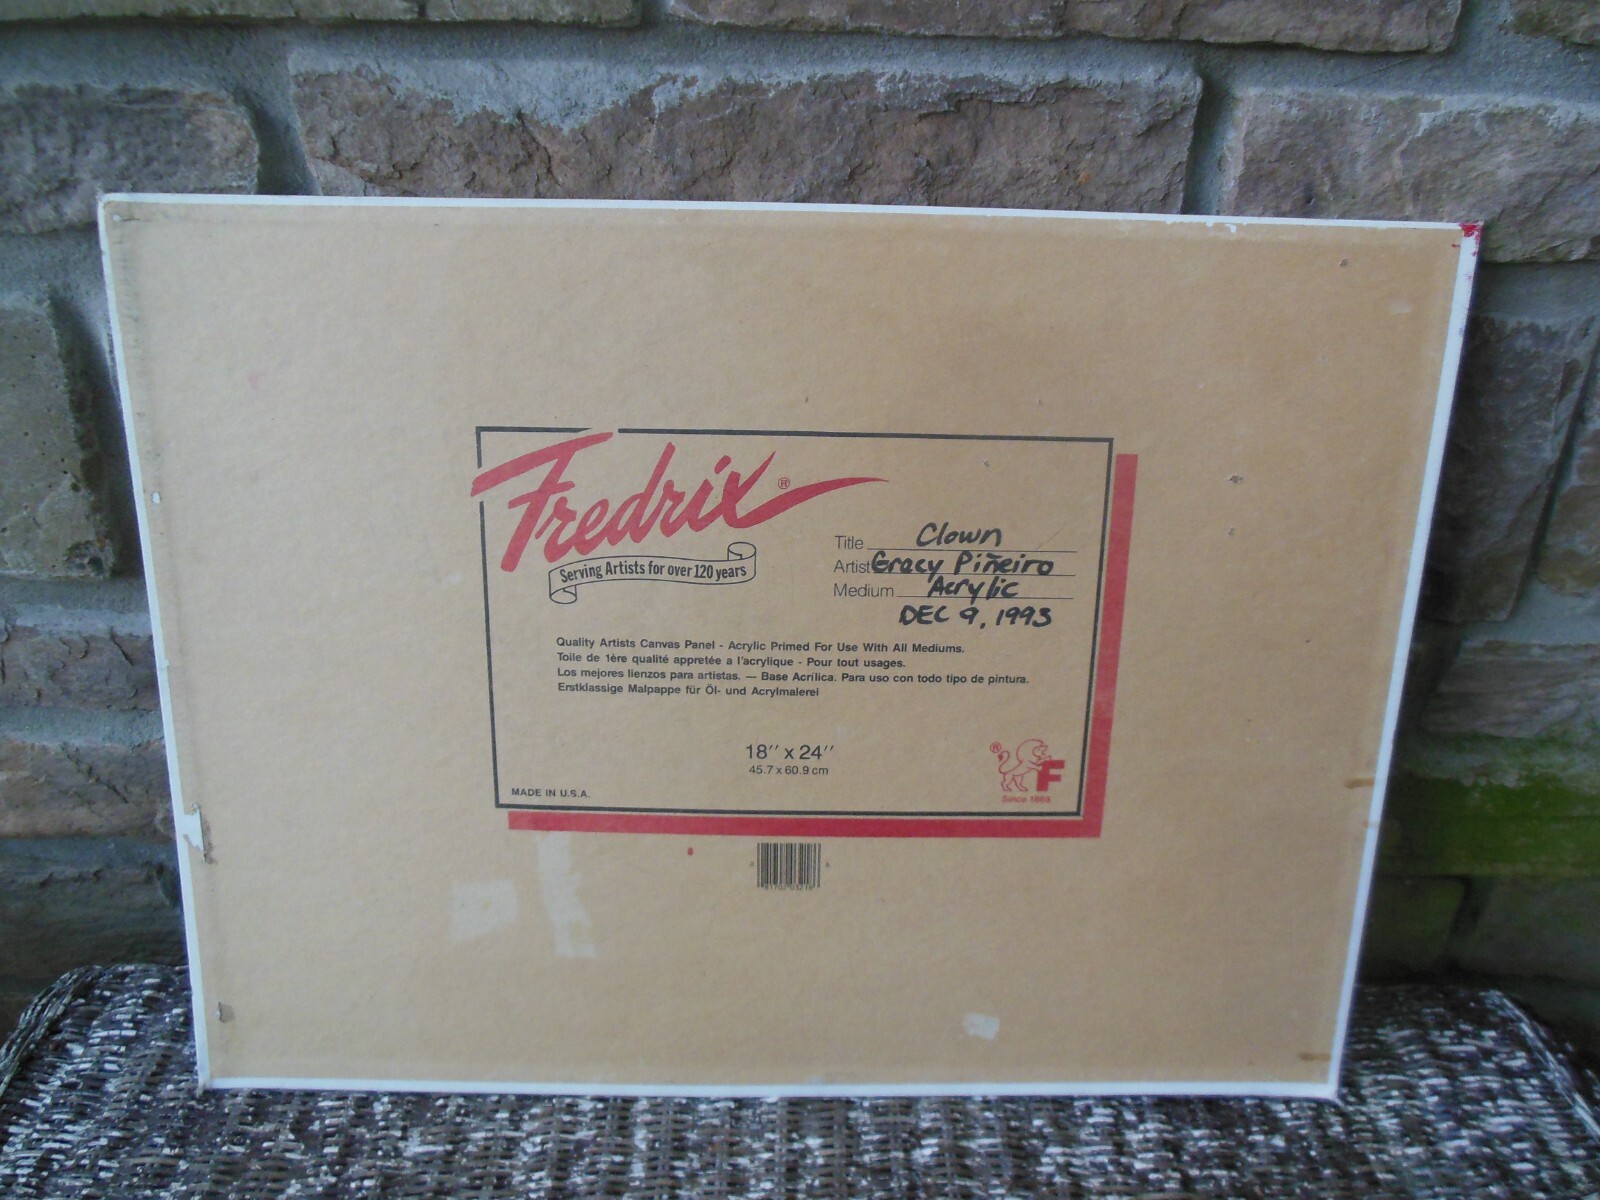 Fredrix®
Serving Artists for over 120 years
Title Clown
Artist Gracy Piñeiro
Medium Acrylic
DEC 9, 1993
Quality Artists Canvas Panel - Acrylic Primed For Use With All Mediums.
Toile de 1ère qualité appretée a l'acrylique - Pour tout usages.
Los mejores lienzos para artistas. — Base Acrílica. Para uso con todo tipo de pintura.
Erstklassige Malpappe für Öl- und Acrylmalerei
18" x 24"
45.7 x 60.9 cm
® F
Since 1868
MADE IN U.S.A.